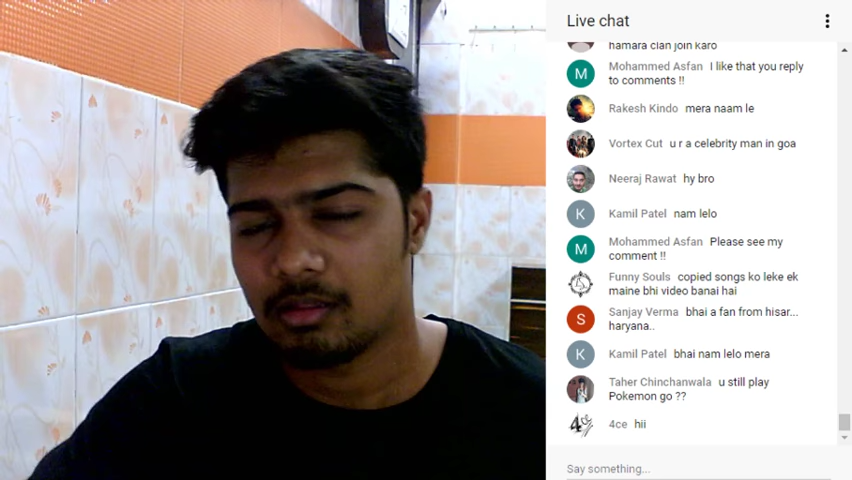 Live chat
hamara clan join karo
Mohammed Asfan I like that you reply
to comments !!
Rakesh Kindo mera naam le
Vortex Cut u r a celebrity man in goa
Neeraj Rawat hy bro
K Kamil Patel nam lelo
M Mohammed Asfan Please see my
comment !!
Funny Souls copied songs ko leke ek
maine bhi video banai hai
S Sanjay Verma bhai a fan from hisar...
haryana..
K Kamil Patel bhai nam lelo mera
Taher Chinchanwala u still play
Pokemon go ??
4ce hii
Say something...